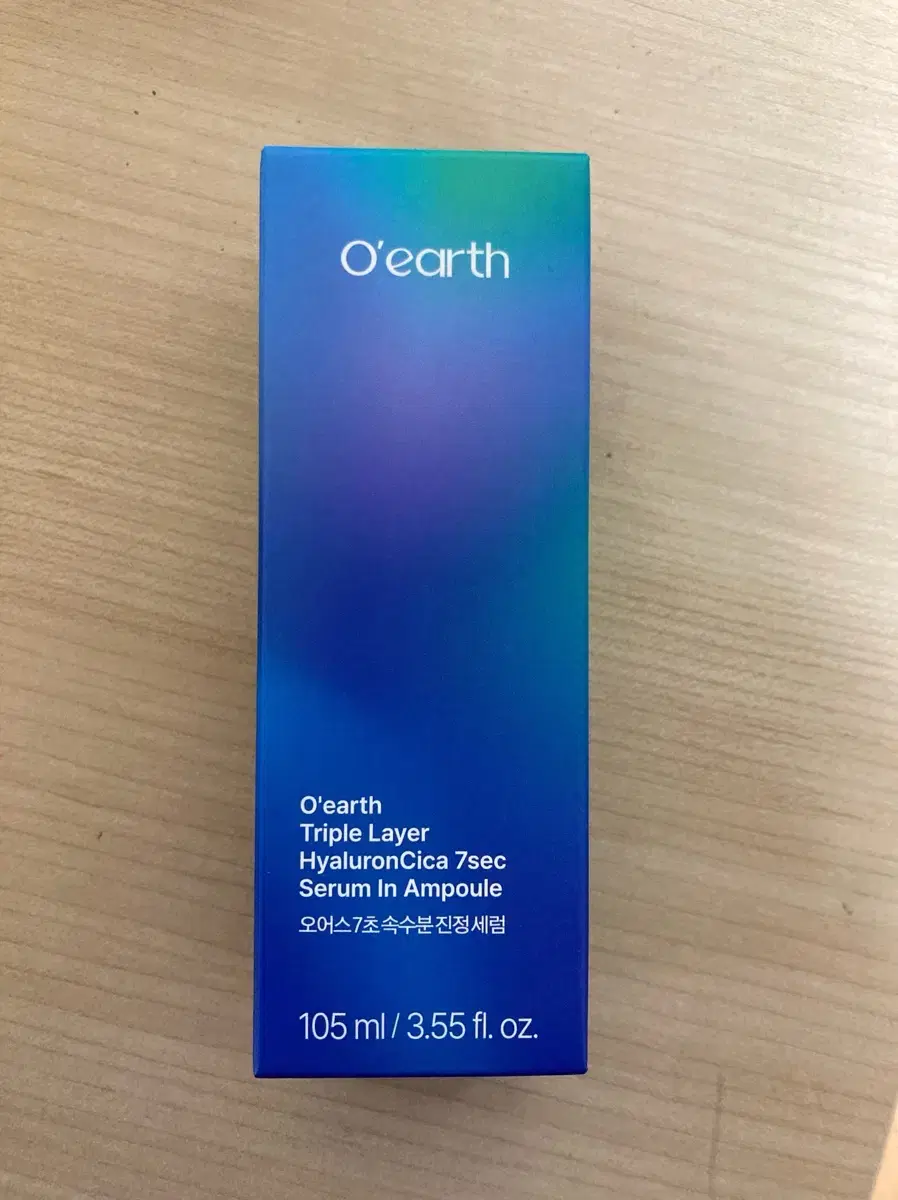 O'earth
O'earth
Triple Layer
HyaluronCica 7sec
Serum In Ampoule
오어스 7초 속수분 진정 세럼
105 ml / 3.55 fl. oz.